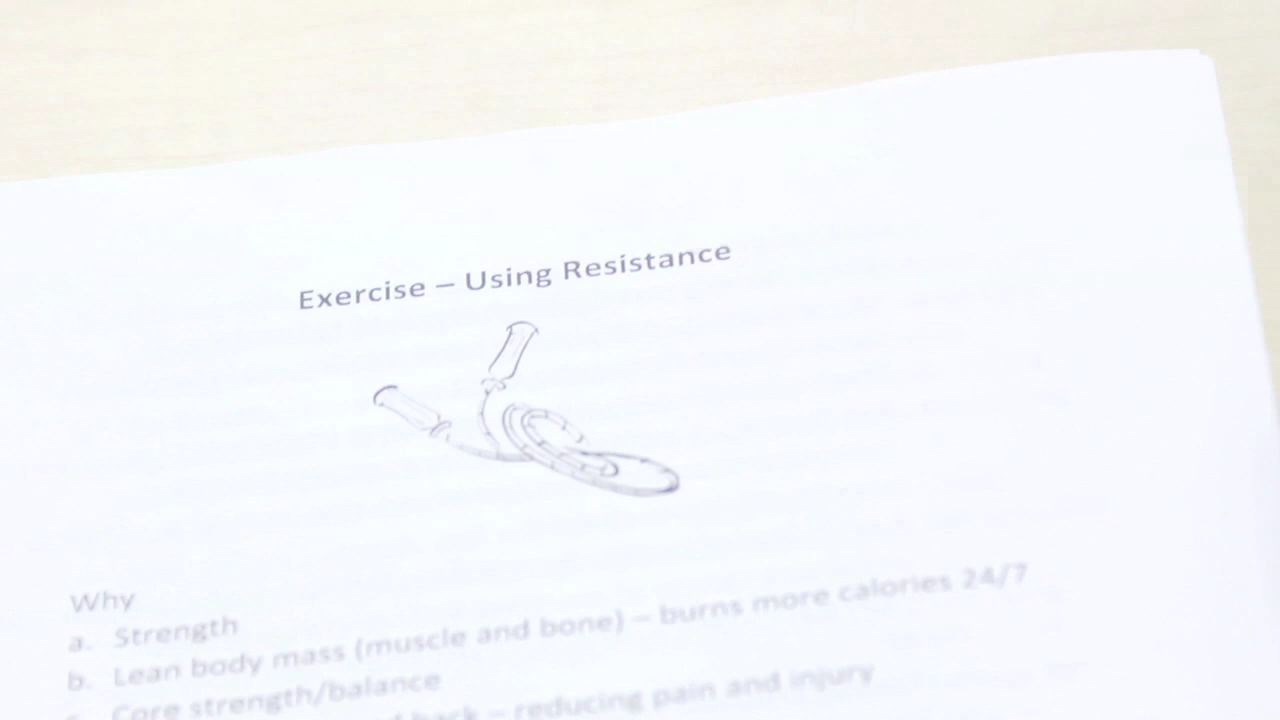 Exercise – Using Resistance
Why
a. Strength
b. Lean body mass (muscle and bone) – burns more calories 24/7
c. Core strength/balance
back – reducing pain and injury